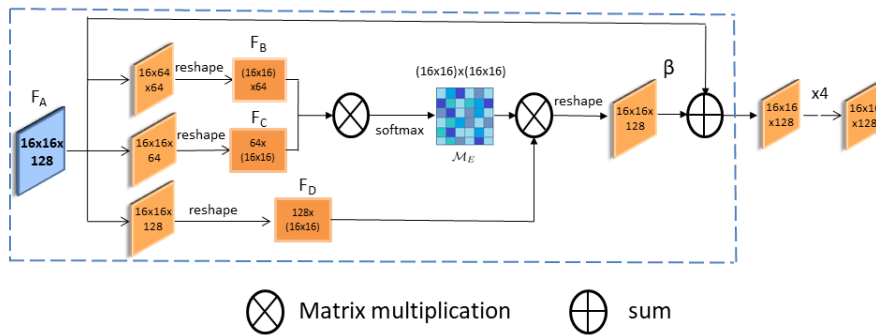 F_A
16x16x
128
16x64
x64
reshape
F_B
(16x16)
x64
16x16x
64
reshape
F_C
64x
(16x16)
16x16x
128
reshape
F_D
128x
(16x16)
softmax
(16x16)x(16x16)
M_E
reshape
β
16x16x
128
16x16
x128
x4
16x16
x128
Matrix multiplication
sum